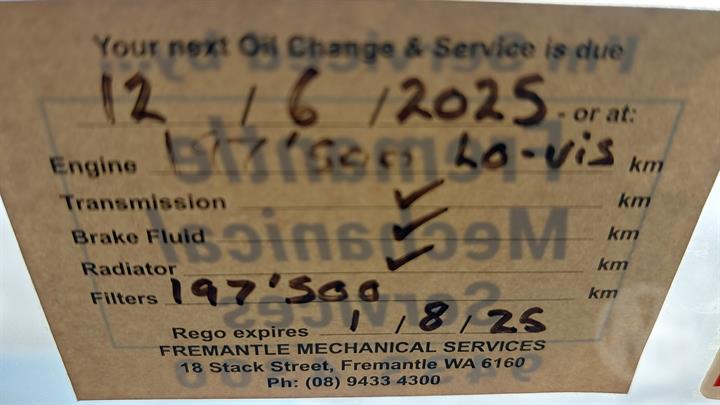 Your next Oil Change & Service is due
12 / 6 / 2025 - or at:
Engine Lo-vis km
Transmission ✓ km
Brake Fluid ✓ km
Radiator ✓ km
Filters 197'500 km
Rego expires 1 / 8 / 25
FREMANTLE MECHANICAL SERVICES
18 Stack Street, Fremantle WA 6160
Ph: (08) 9433 4300